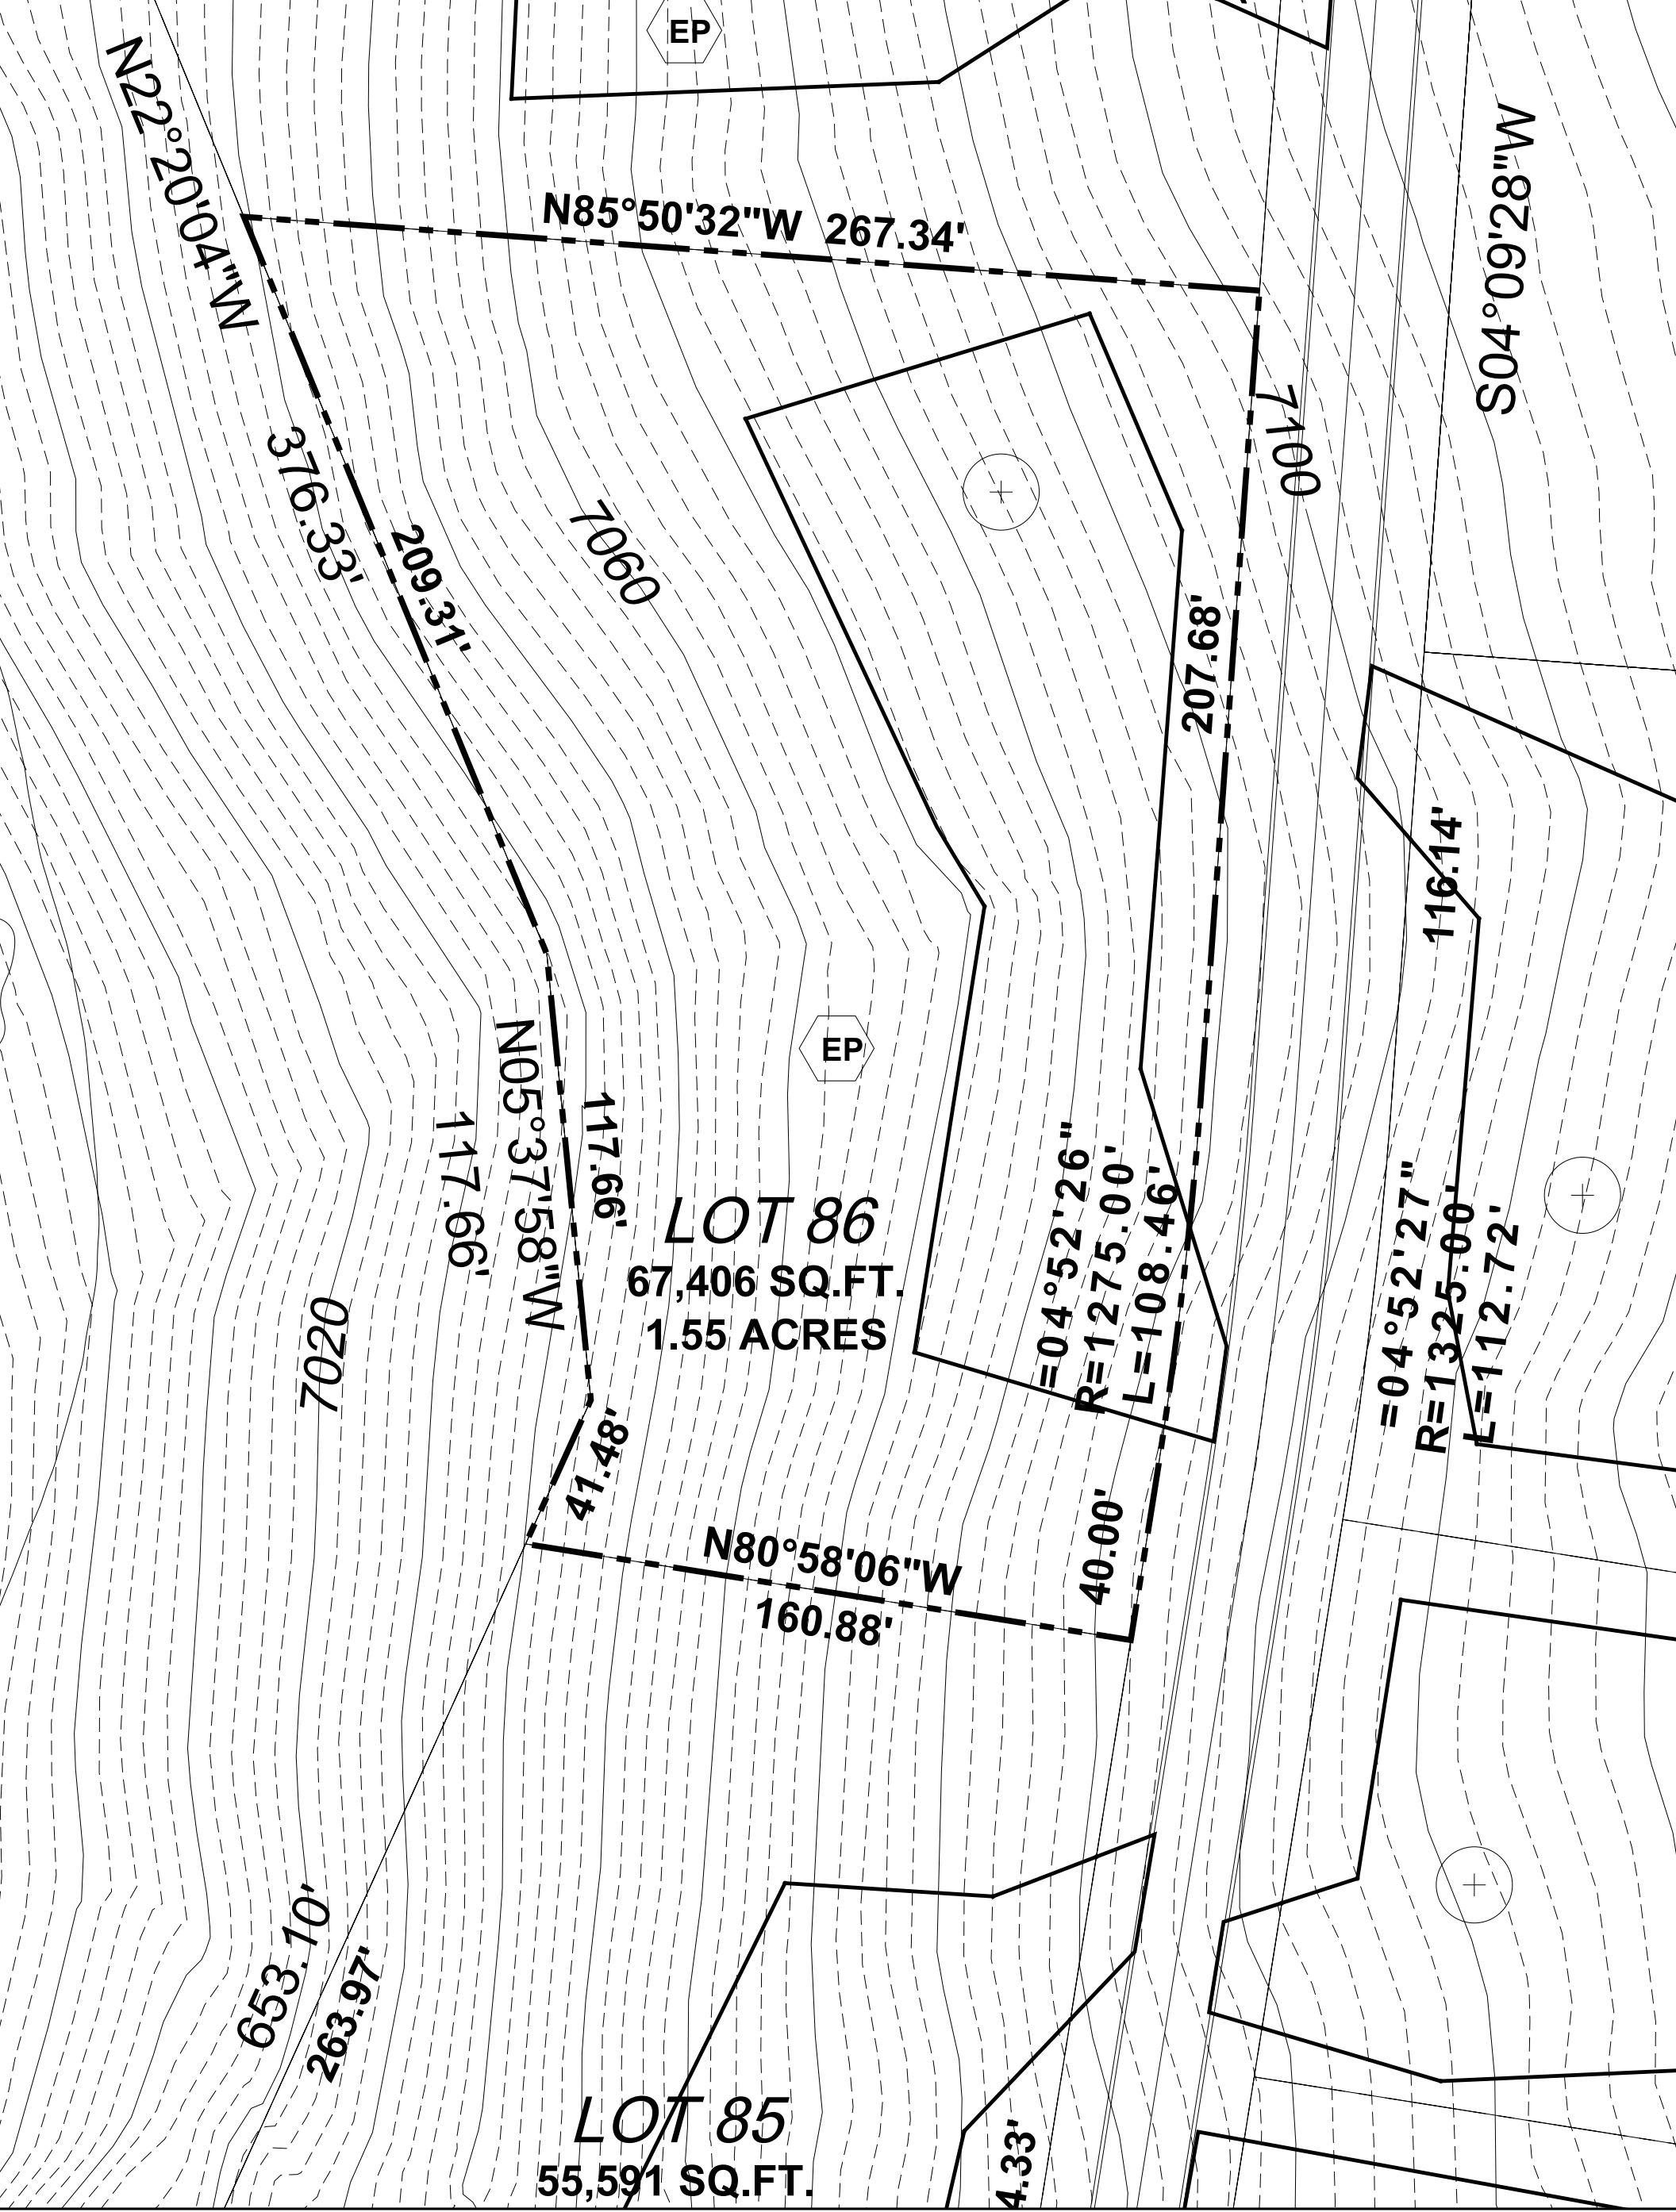 EP
N22°20'04"W
S04°09'28"W
N85°50'32"W 267.34'
7100
376.33'
209.31'
7060
207.68'
116.14'
EP
N05°37'58"W
117.66'
117.66'
LOT 86
67,406 SQ.FT.
1.55 ACRES
=04°52'26"
R=1275.00'
L=108.46'
=04°52'27"
R=1325.00'
L=112.72'
7020
41.48'
N80°58'06"W
160.88'
40.00'
653.10'
263.97'
LOT 85
55,591 SQ.FT.
4.33'